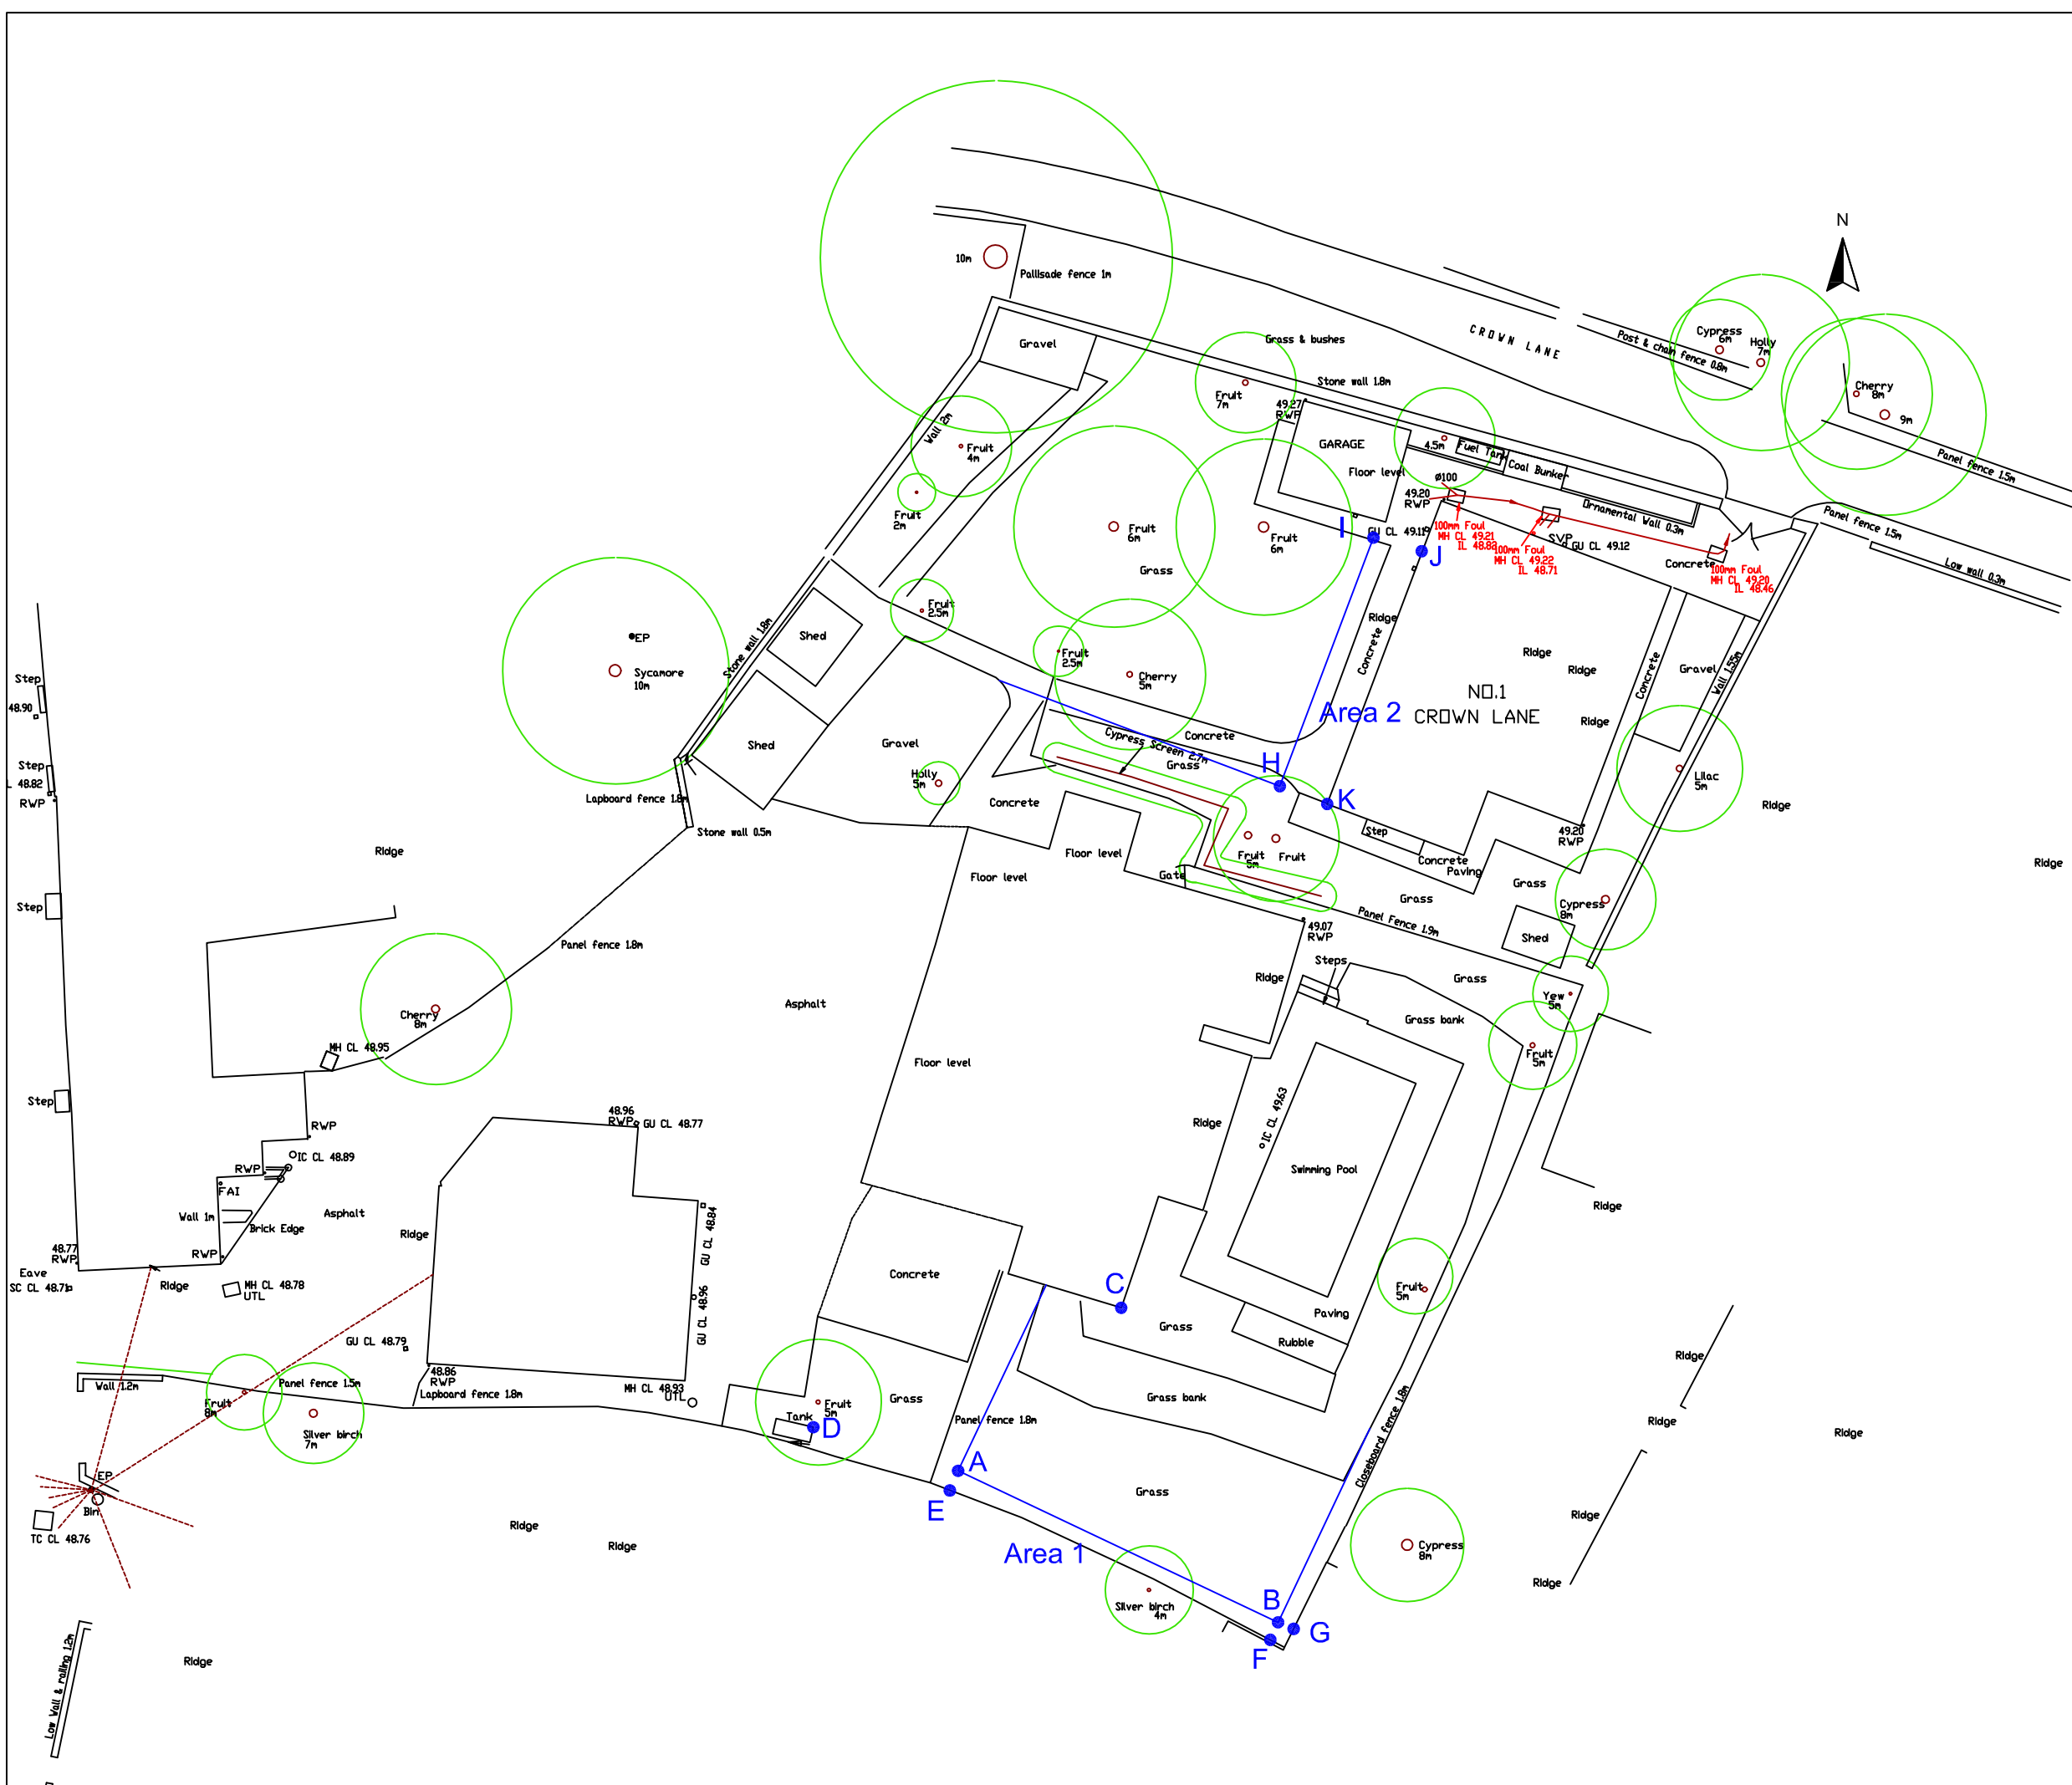 N
10m
Pallisade fence 1m
Grass & bushes
CROWN LANE
Post & chain fence 0.8m
Cypress
6m
Holly
7m
Gravel
Stone wall 1.8m
Cherry
8m
9m
Fruit
7m
49.27
RWP
Wall 2m
Fruit
4m
GARAGE
Floor level
4.5m
Fuel Tank
Coal Bunker
Panel fence 1.5m
Ø100
49.20
RWP
Fruit
2m
Fruit
6m
Fruit
6m
GU CL 49.11
I
J
100mm Foul
MH CL 49.21
IL 48.82
Ornamental Wall 0.3m
SVP
GU CL 49.12
100mm Foul
MH CL 49.22
IL 48.71
Concrete
100mm Foul
MH CL 49.20
IL 48.46
Panel fence 1.5m
Low wall 0.3m
Grass
Fruit
2.5m
Ridge
EP
Shed
Stone wall 1.8m
Fruit
2.5m
Concrete
Ridge
Ridge
Concrete
Gravel
Wall 1.55m
Sycamore
10m
Cherry
5m
Step
48.90
NO.1
CROWN LANE
Area 2
Ridge
Shed
Gravel
Cypress Screen 2.7m
Concrete
Grass
H
K
Step
L 48.82
RWP
Holly
5m
Lilac
5m
Lapboard fence 1.8m
Concrete
Ridge
Stone wall 0.5m
Step
49.20
RWP
Ridge
Floor level
Fruit
5m
Fruit
Concrete
Paving
Ridge
Floor level
Gate
Grass
Grass
Step
Cypress
8m
Panel Fence 1.9m
49.07
RWP
Shed
Panel fence 1.8m
Steps
Ridge
Grass
Yew
5m
Asphalt
Cherry
8m
Grass bank
MH CL 48.95
Floor level
Fruit
5m
Step
48.96
RWP
GU CL 48.77
IC CL 49.63
RWP
Ridge
IC CL 48.89
RWP
Swimming Pool
FAI
Wall 1m
Brick Edge
Asphalt
Ridge
GU CL 48.84
Ridge
48.77
RWP
RWP
Eave
SC CL 48.71
Ridge
MH CL 48.78
UTL
Concrete
C
Fruit
5m
GU CL 48.96
Paving
Grass
Rubble
GU CL 48.79
Ridge
48.86
RWP
Wall 1.2m
Panel fence 1.5m
Lapboard fence 1.8m
MH CL 48.93
UTL
Fruit
8m
Silver birch
7m
Fruit
5m
Grass
Grass bank
Closeboard fence 1.8m
Tank
D
Panel fence 1.8m
Ridge
Ridge
A
EP
Bin
TC CL 48.76
E
Grass
Ridge
Ridge
Ridge
Area 1
Cypress
8m
Ridge
Silver birch
4m
B
G
F
Low Wall & railing 1.2m
Ridge